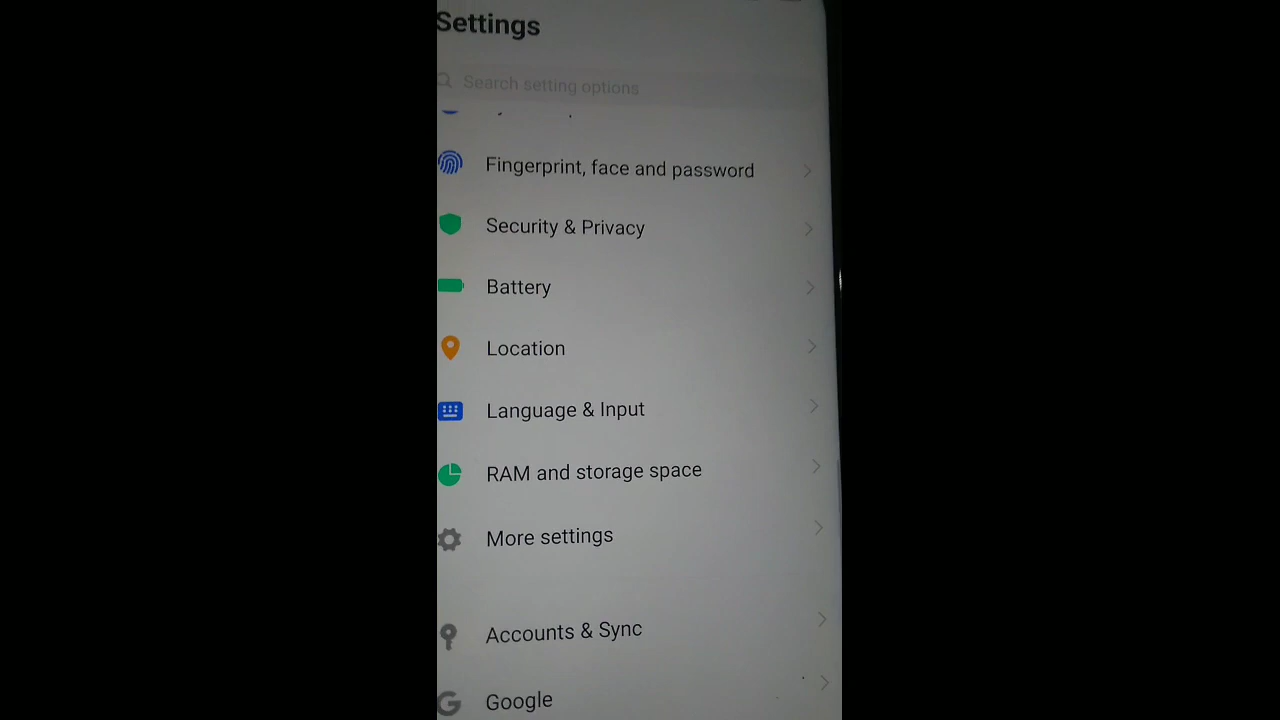 Settings
Search setting options
Fingerprint, face and password
Security & Privacy
Battery
Location
Language & Input
RAM and storage space
More settings
Accounts & Sync
Google